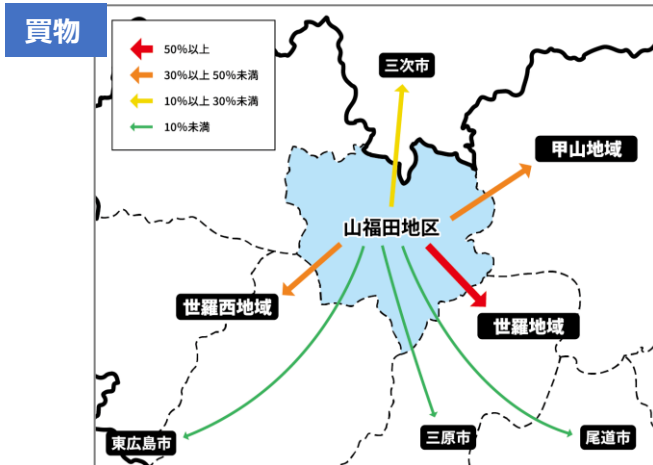 買物
50%以上
30%以上 50%未満
10%以上 30%未満
10%未満
三次市
甲山地域
山福田地区
世羅西地域
世羅地域
東広島市
三原市
尾道市